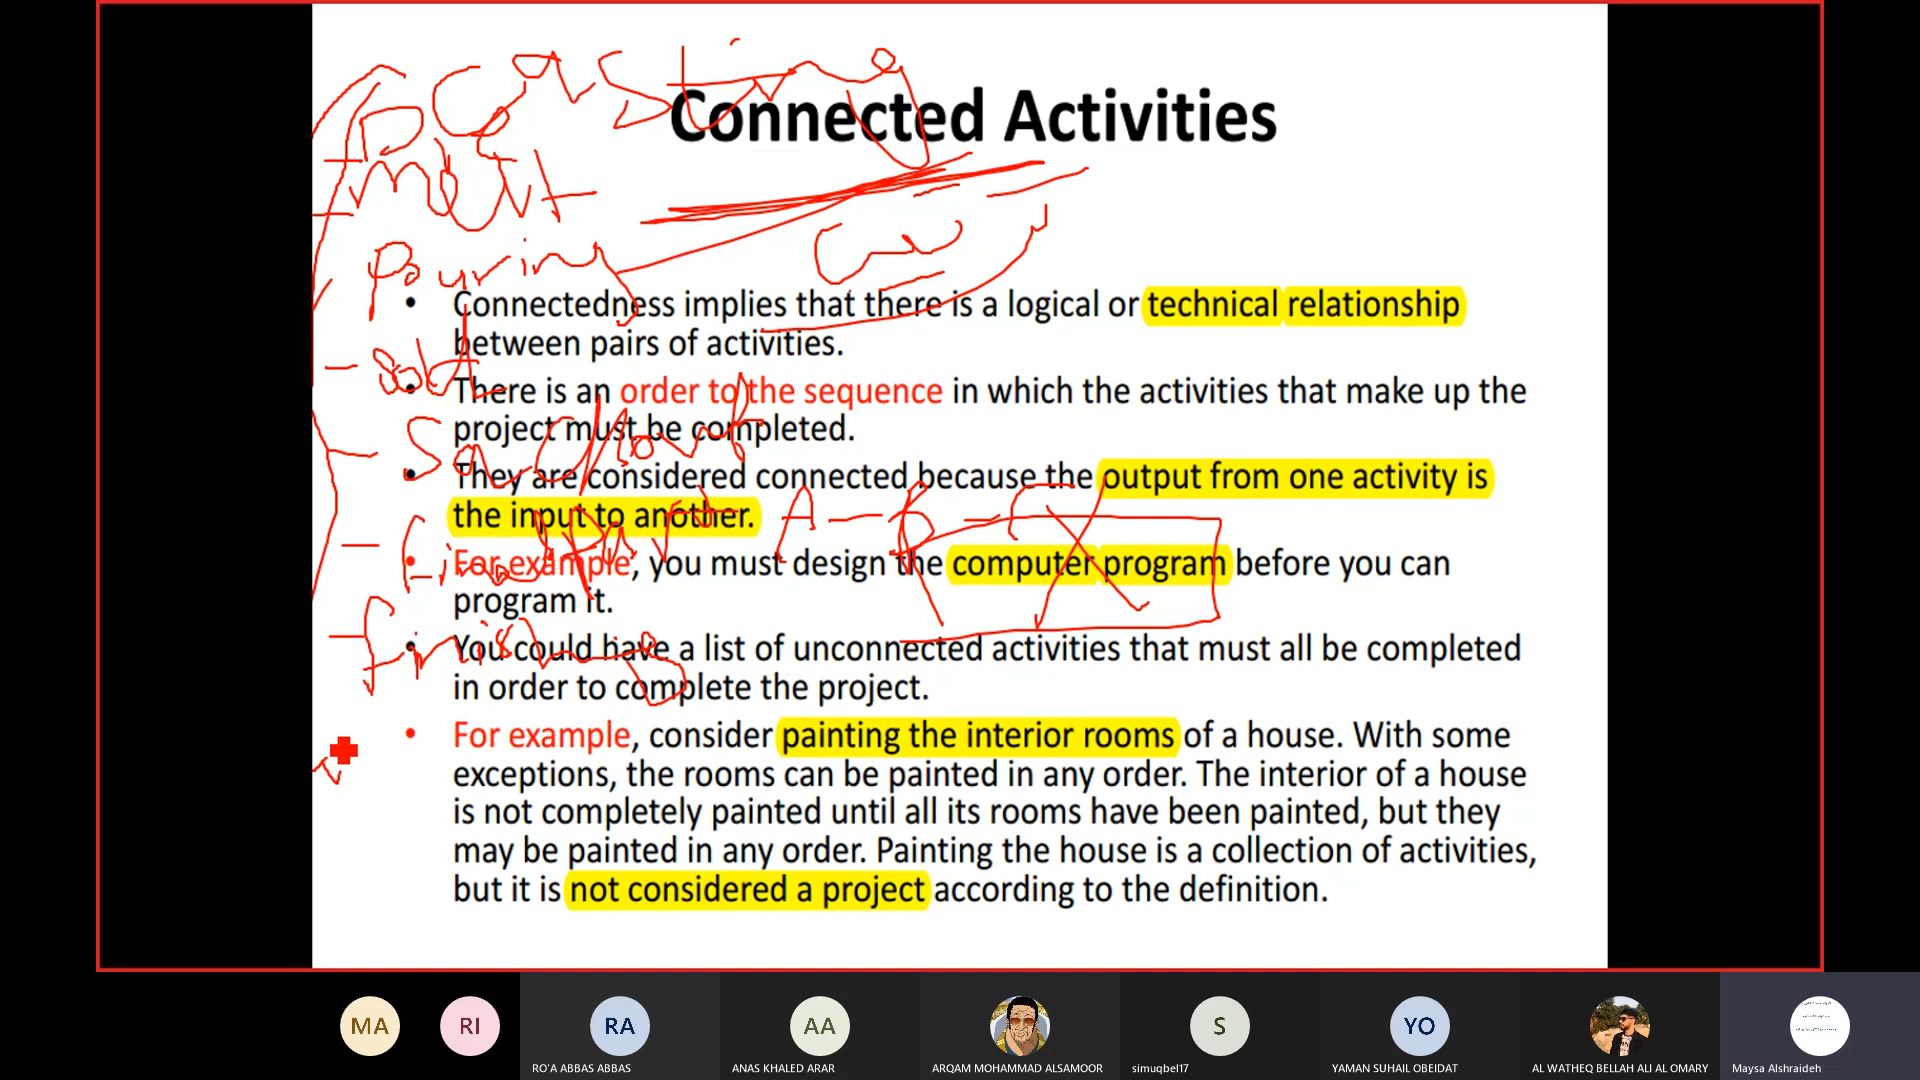 Connected Activities
Casting
Pouring
• Connectedness implies that there is a logical or technical relationship
between pairs of activities.
• There is an order to the sequence in which the activities that make up the
project must be completed.
• They are considered connected because the output from one activity is
the input to another.
A - B - C
• For example, you must design the computer program before you can
program it.
• You could have a list of unconnected activities that must all be completed
in order to complete the project.
finishing
• For example, consider painting the interior rooms of a house. With some
exceptions, the rooms can be painted in any order. The interior of a house
is not completely painted until all its rooms have been painted, but they
may be painted in any order. Painting the house is a collection of activities,
but it is not considered a project according to the definition.
MA RI RA AA S YO
RO'A ABBAS ABBAS ANAS KHALED ARAR ARQAM MOHAMMAD ALSAMOOR simuqbel17 YAMAN SUHAIL OBEIDAT AL WATHEQ BELLAH ALI AL OMARY Maysa Alshraideh